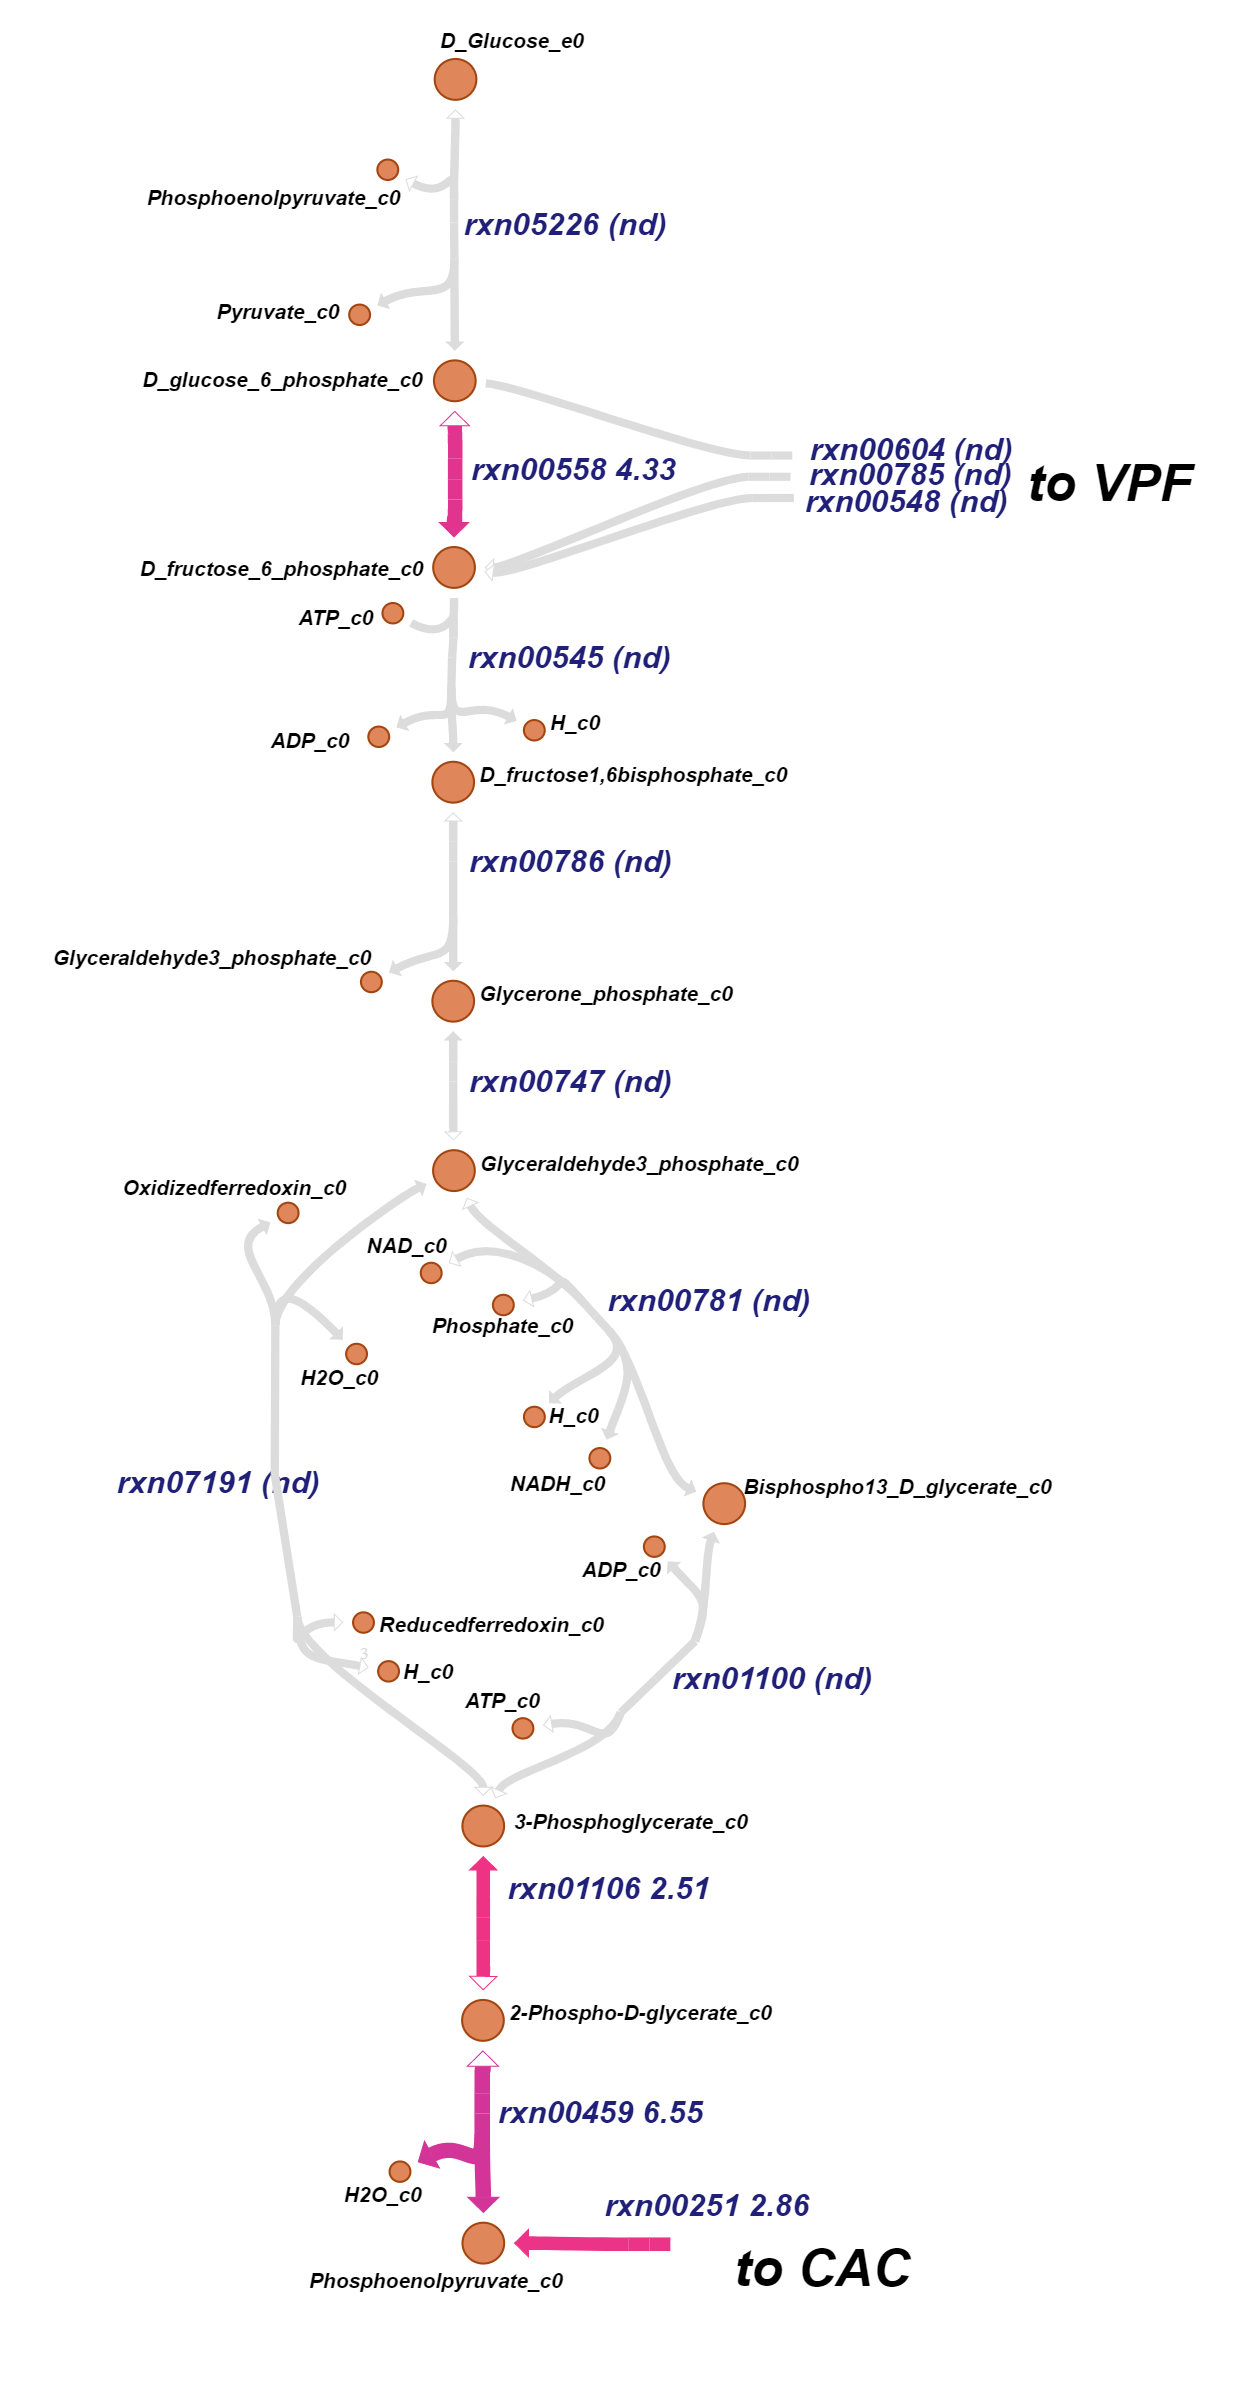 D_Glucose_e0
Phosphoenolpyruvate_c0
rxn05226 (nd)
Pyruvate_c0
D_glucose_6_phosphate_c0
rxn00604 (nd)
rxn00558 4.33
rxn00785 (nd)
to VPF
rxn00548 (nd)
D_fructose_6_phosphate_c0
ATP_c0
rxn00545 (nd)
H_c0
ADP_c0
D_fructose1,6bisphosphate_c0
rxn00786 (nd)
Glyceraldehyde3_phosphate_c0
Glycerone_phosphate_c0
rxn00747 (nd)
Glyceraldehyde3_phosphate_c0
Oxidizedferredoxin_c0
NAD_c0
rxn00781 (nd)
Phosphate_c0
H2O_c0
H_c0
rxn07191 (nd)
NADH_c0
Bisphospho13_D_glycerate_c0
ADP_c0
Reducedferredoxin_c0
3
H_c0
rxn01100 (nd)
ATP_c0
3-Phosphoglycerate_c0
rxn01106 2.51
2-Phospho-D-glycerate_c0
rxn00459 6.55
H2O_c0
rxn00251 2.86
to CAC
Phosphoenolpyruvate_c0